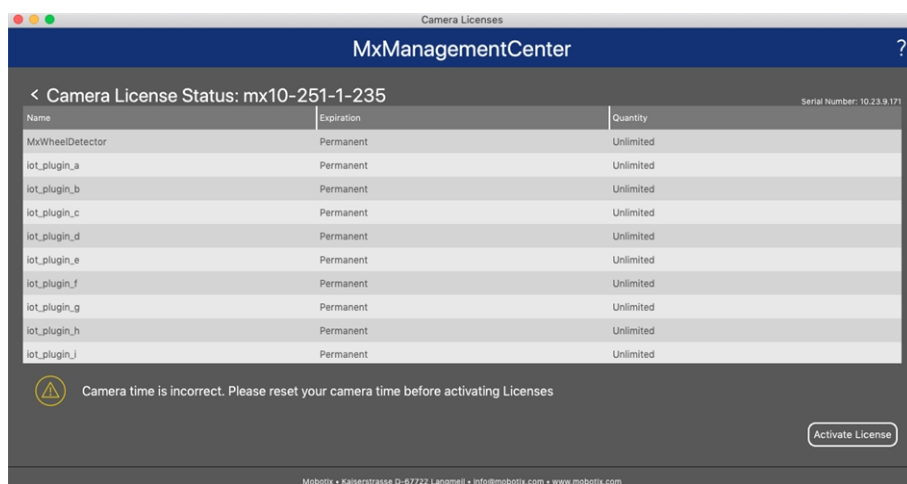 Camera Licenses
MxManagementCenter
?
< Camera License Status: mx10-251-1-235
Serial Number: 10.23.9.171
Name Expiration Quantity
MxWheelDetector Permanent Unlimited
iot_plugin_a Permanent Unlimited
iot_plugin_b Permanent Unlimited
iot_plugin_c Permanent Unlimited
iot_plugin_d Permanent Unlimited
iot_plugin_e Permanent Unlimited
iot_plugin_f Permanent Unlimited
iot_plugin_g Permanent Unlimited
iot_plugin_h Permanent Unlimited
iot_plugin_i Permanent Unlimited
Camera time is incorrect. Please reset your camera time before activating Licenses
Activate License
Mobotix • Kaiserstrasse D-67722 Langmeil • info@mobotix.com • www.mobotix.com